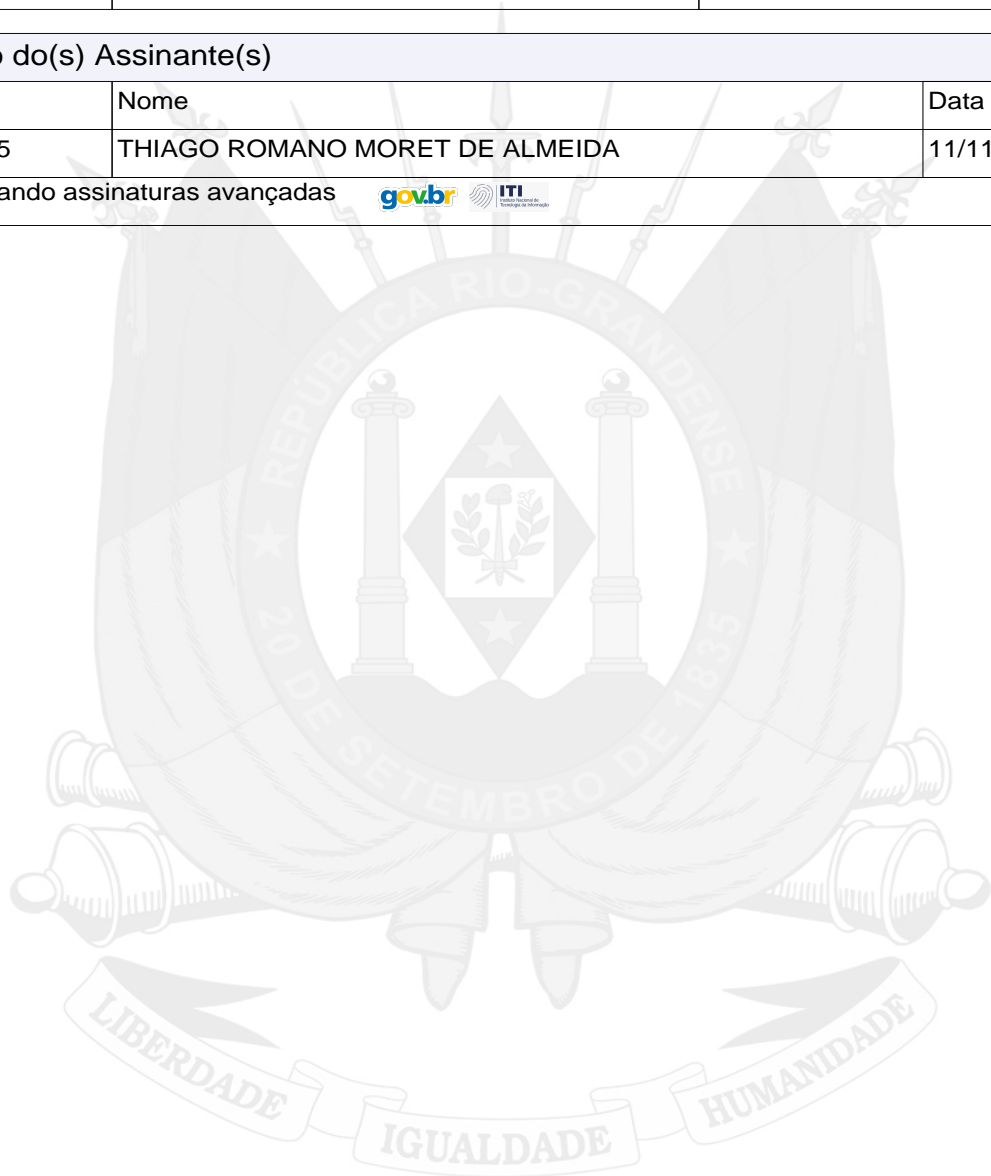 o do(s) Assinante(s)
Nome Data
5 THIAGO ROMANO MORET DE ALMEIDA 11/11
ando assinaturas avançadas gov.br ITI
REPÚBLICA RIO-GRANDENSE
20 DE SETEMBRO DE 1835
LIBERDADE IGUALDADE HUMANIDADE